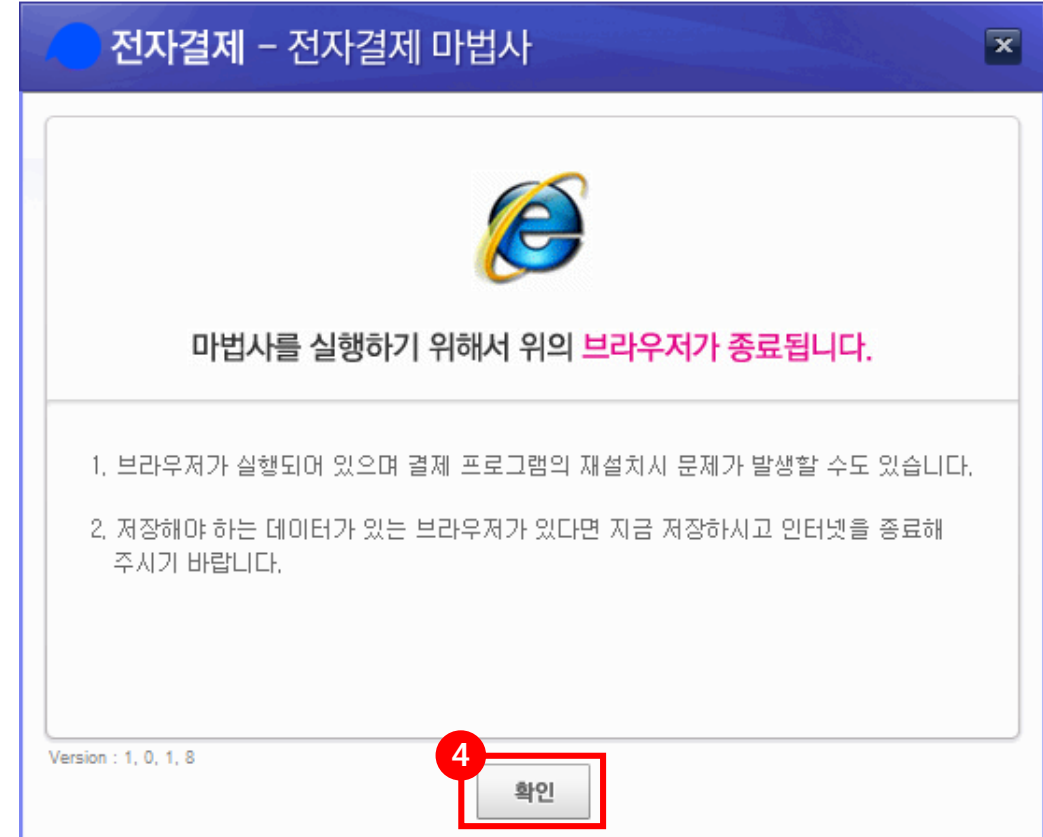 전자결제 – 전자결제 마법사
마법사를 실행하기 위해서 위의 브라우저가 종료됩니다.
1. 브라우저가 실행되어 있으며 결제 프로그램의 재설치시 문제가 발생할 수도 있습니다.
2. 저장해야 하는 데이터가 있는 브라우저가 있다면 지금 저장하시고 인터넷을 종료해
주시기 바랍니다.
Version : 1, 0, 1, 8
4
확인